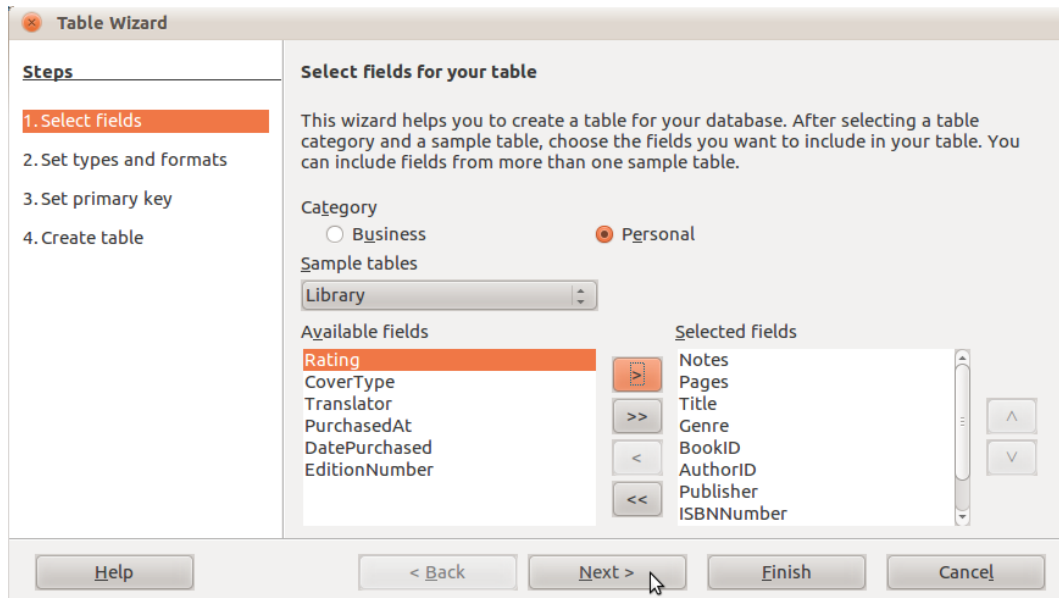 Table Wizard
Steps
1. Select fields
2. Set types and formats
3. Set primary key
4. Create table
Select fields for your table
This wizard helps you to create a table for your database. After selecting a table
category and a sample table, choose the fields you want to include in your table. You
can include fields from more than one sample table.
Category
Business
Personal
Sample tables
Library
Available fields
Rating
CoverType
Translator
PurchasedAt
DatePurchased
EditionNumber
>
>>
<
<<
Selected fields
Notes
Pages
Title
Genre
BookID
AuthorID
Publisher
ISBNNumber
Help
< Back
Next >
Finish
Cancel